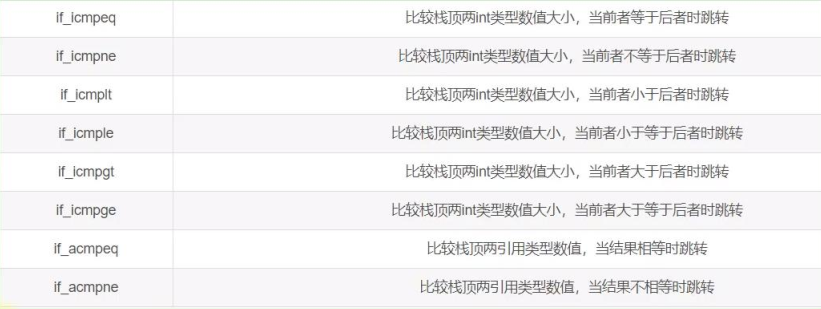 if_icmpeq 比较栈顶两int类型数值大小，当前者等于后者时跳转
if_icmpne 比较栈顶两int类型数值大小，当前者不等于后者时跳转
if_icmplt 比较栈顶两int类型数值大小，当前者小于后者时跳转
if_icmple 比较栈顶两int类型数值大小，当前者小于等于后者时跳转
if_icmpgt 比较栈顶两int类型数值大小，当前者大于后者时跳转
if_icmpge 比较栈顶两int类型数值大小，当前者大于等于后者时跳转
if_acmpeq 比较栈顶两引用类型数值，当结果相等时跳转
if_acmpne 比较栈顶两引用类型数值，当结果不相等时跳转